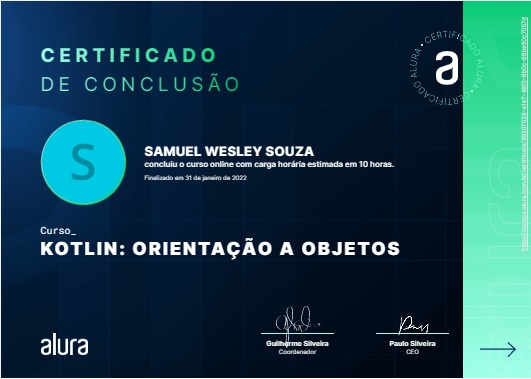 CERTIFICADO
DE CONCLUSÃO
CERTIFICADO ALURA • CERTIFICADO ALURA •
a
S
SAMUEL WESLEY SOUZA
concluiu o curso online com carga horária estimada em 10 horas.
Finalizado em 31 de janeiro de 2022
Curso_
KOTLIN: ORIENTAÇÃO A OBJETOS
alura
Guilherme Silveira
Coordenador
Paulo Silveira
CEO